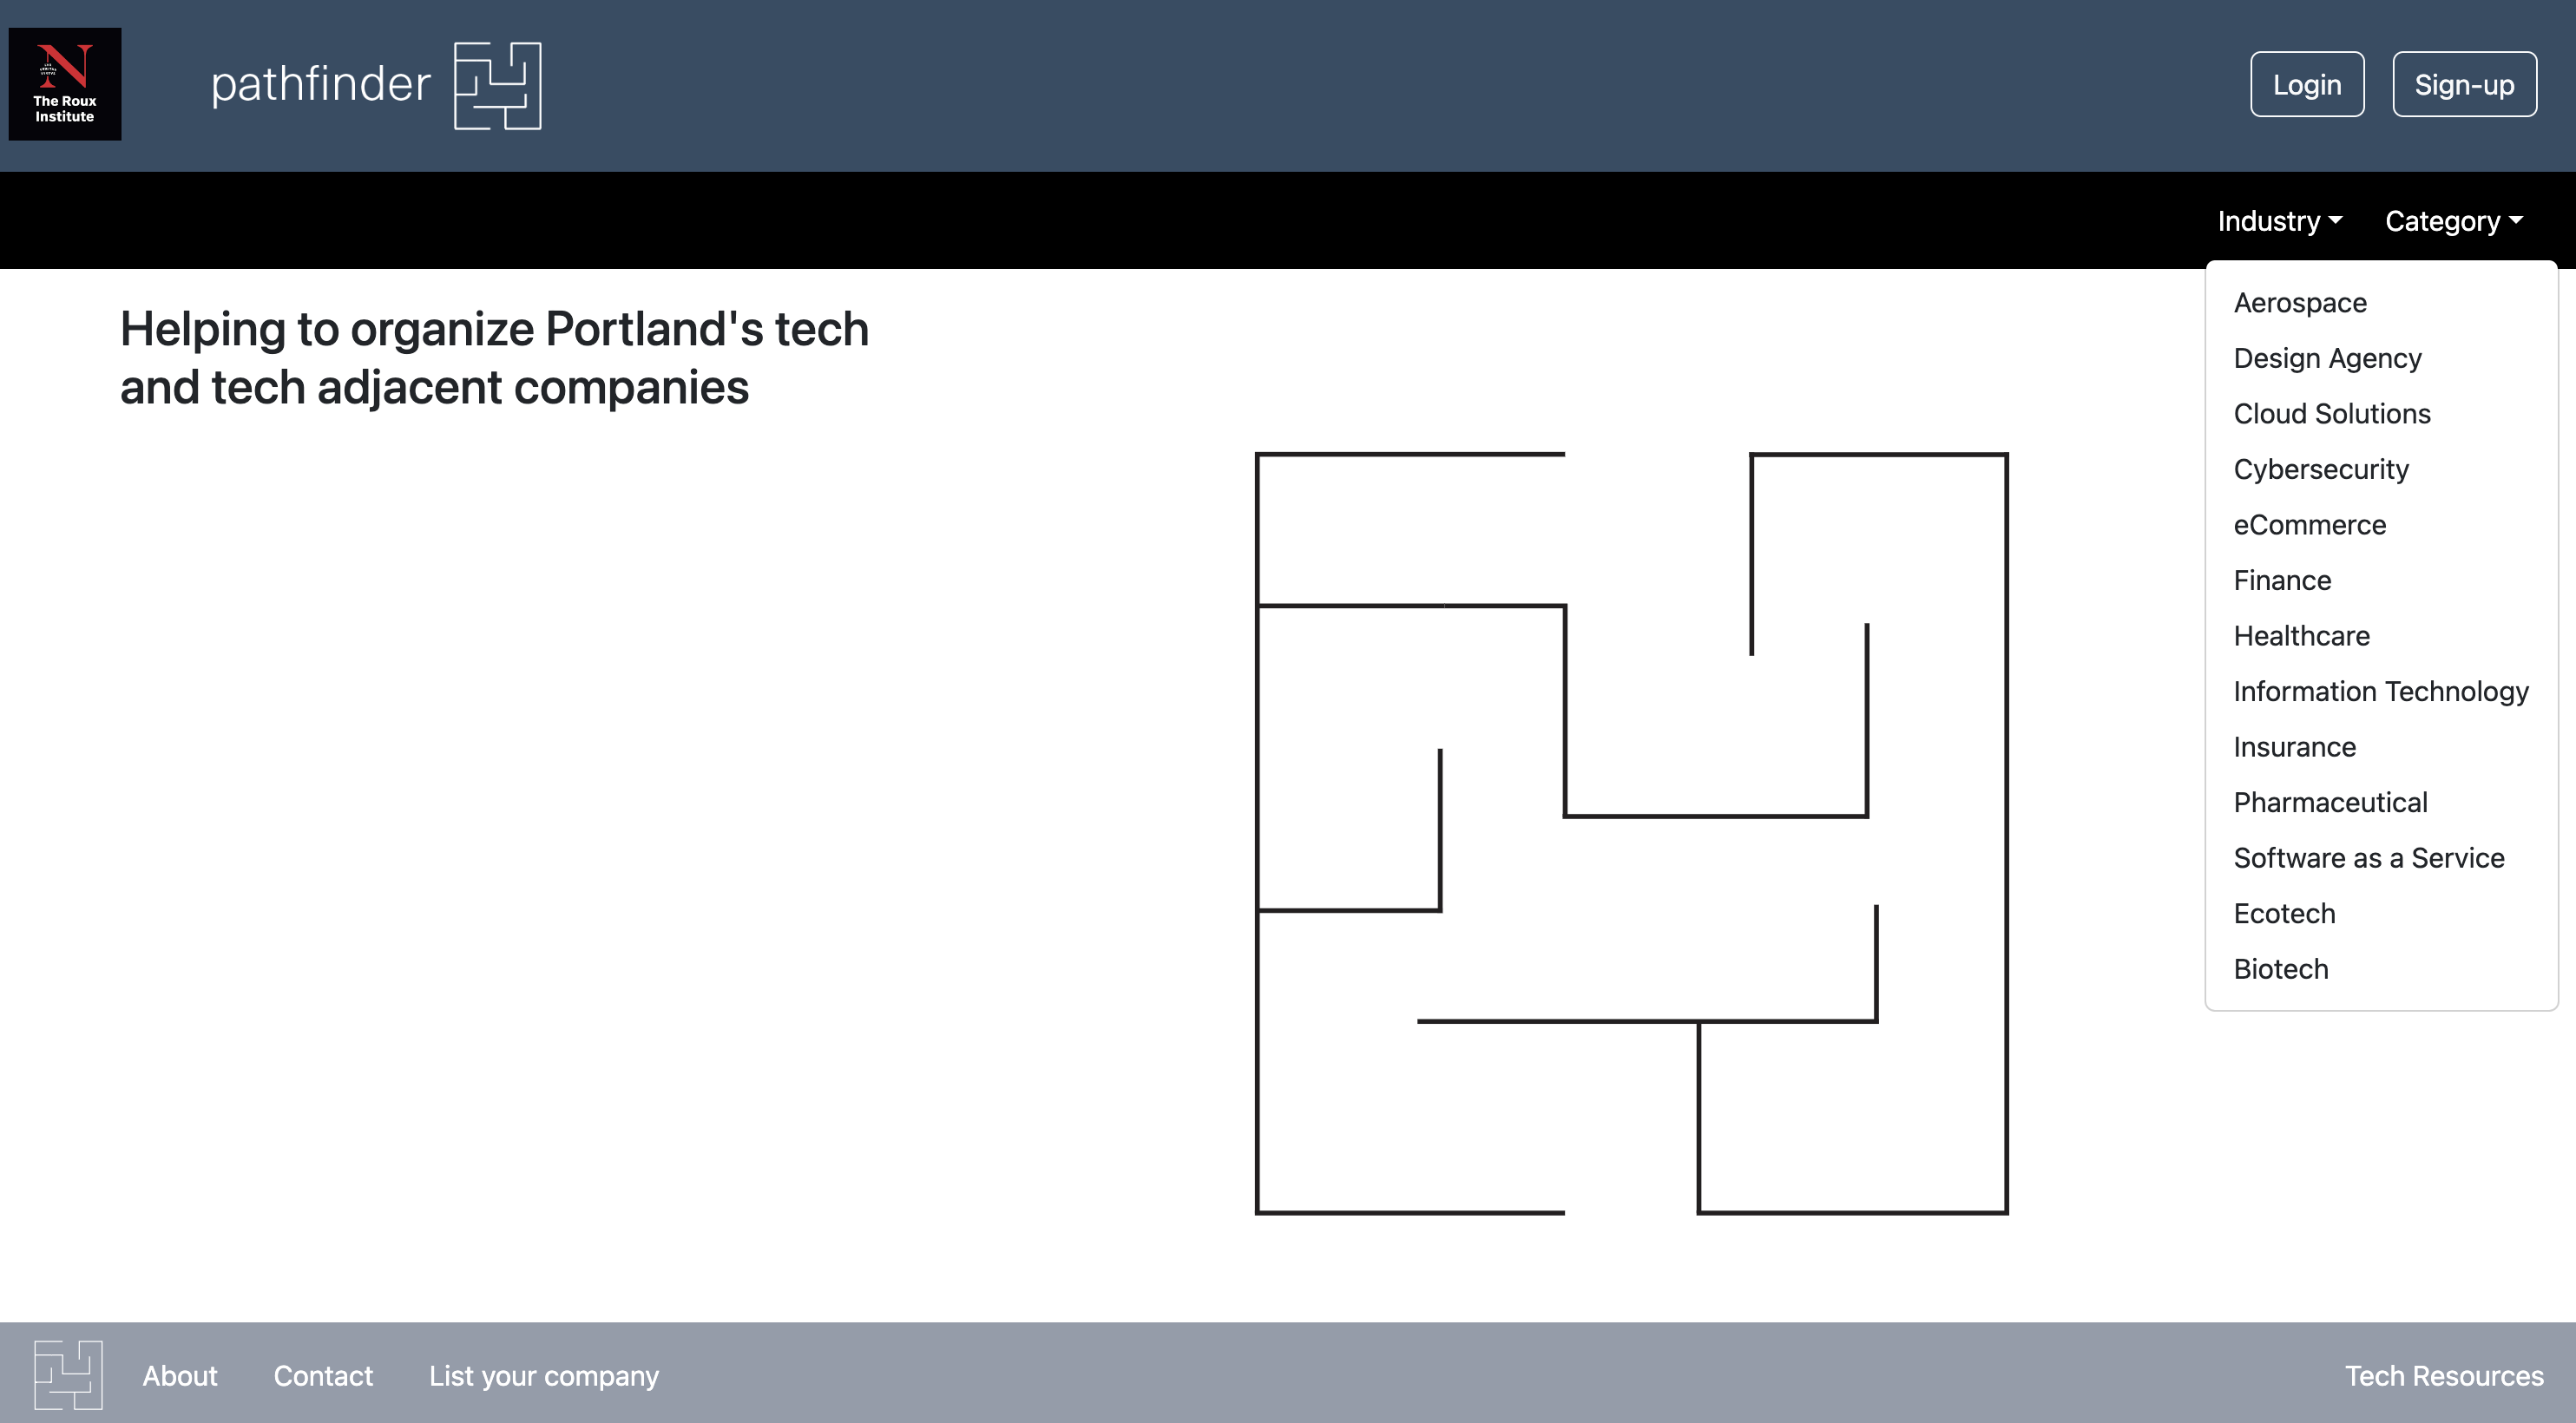 N
The Roux
Institute
pathfinder
Login
Sign-up
Industry
Category
Aerospace
Design Agency
Cloud Solutions
Cybersecurity
eCommerce
Finance
Healthcare
Information Technology
Insurance
Pharmaceutical
Software as a Service
Ecotech
Biotech
Helping to organize Portland's tech
and tech adjacent companies
About
Contact
List your company
Tech Resources